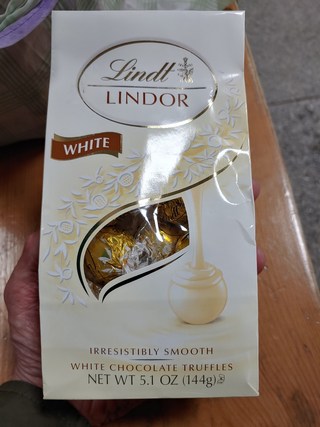 Lindt
LINDOR
WHITE
IRRESISTIBLY SMOOTH
WHITE CHOCOLATE TRUFFLES
NET WT 5.1 OZ (144g)